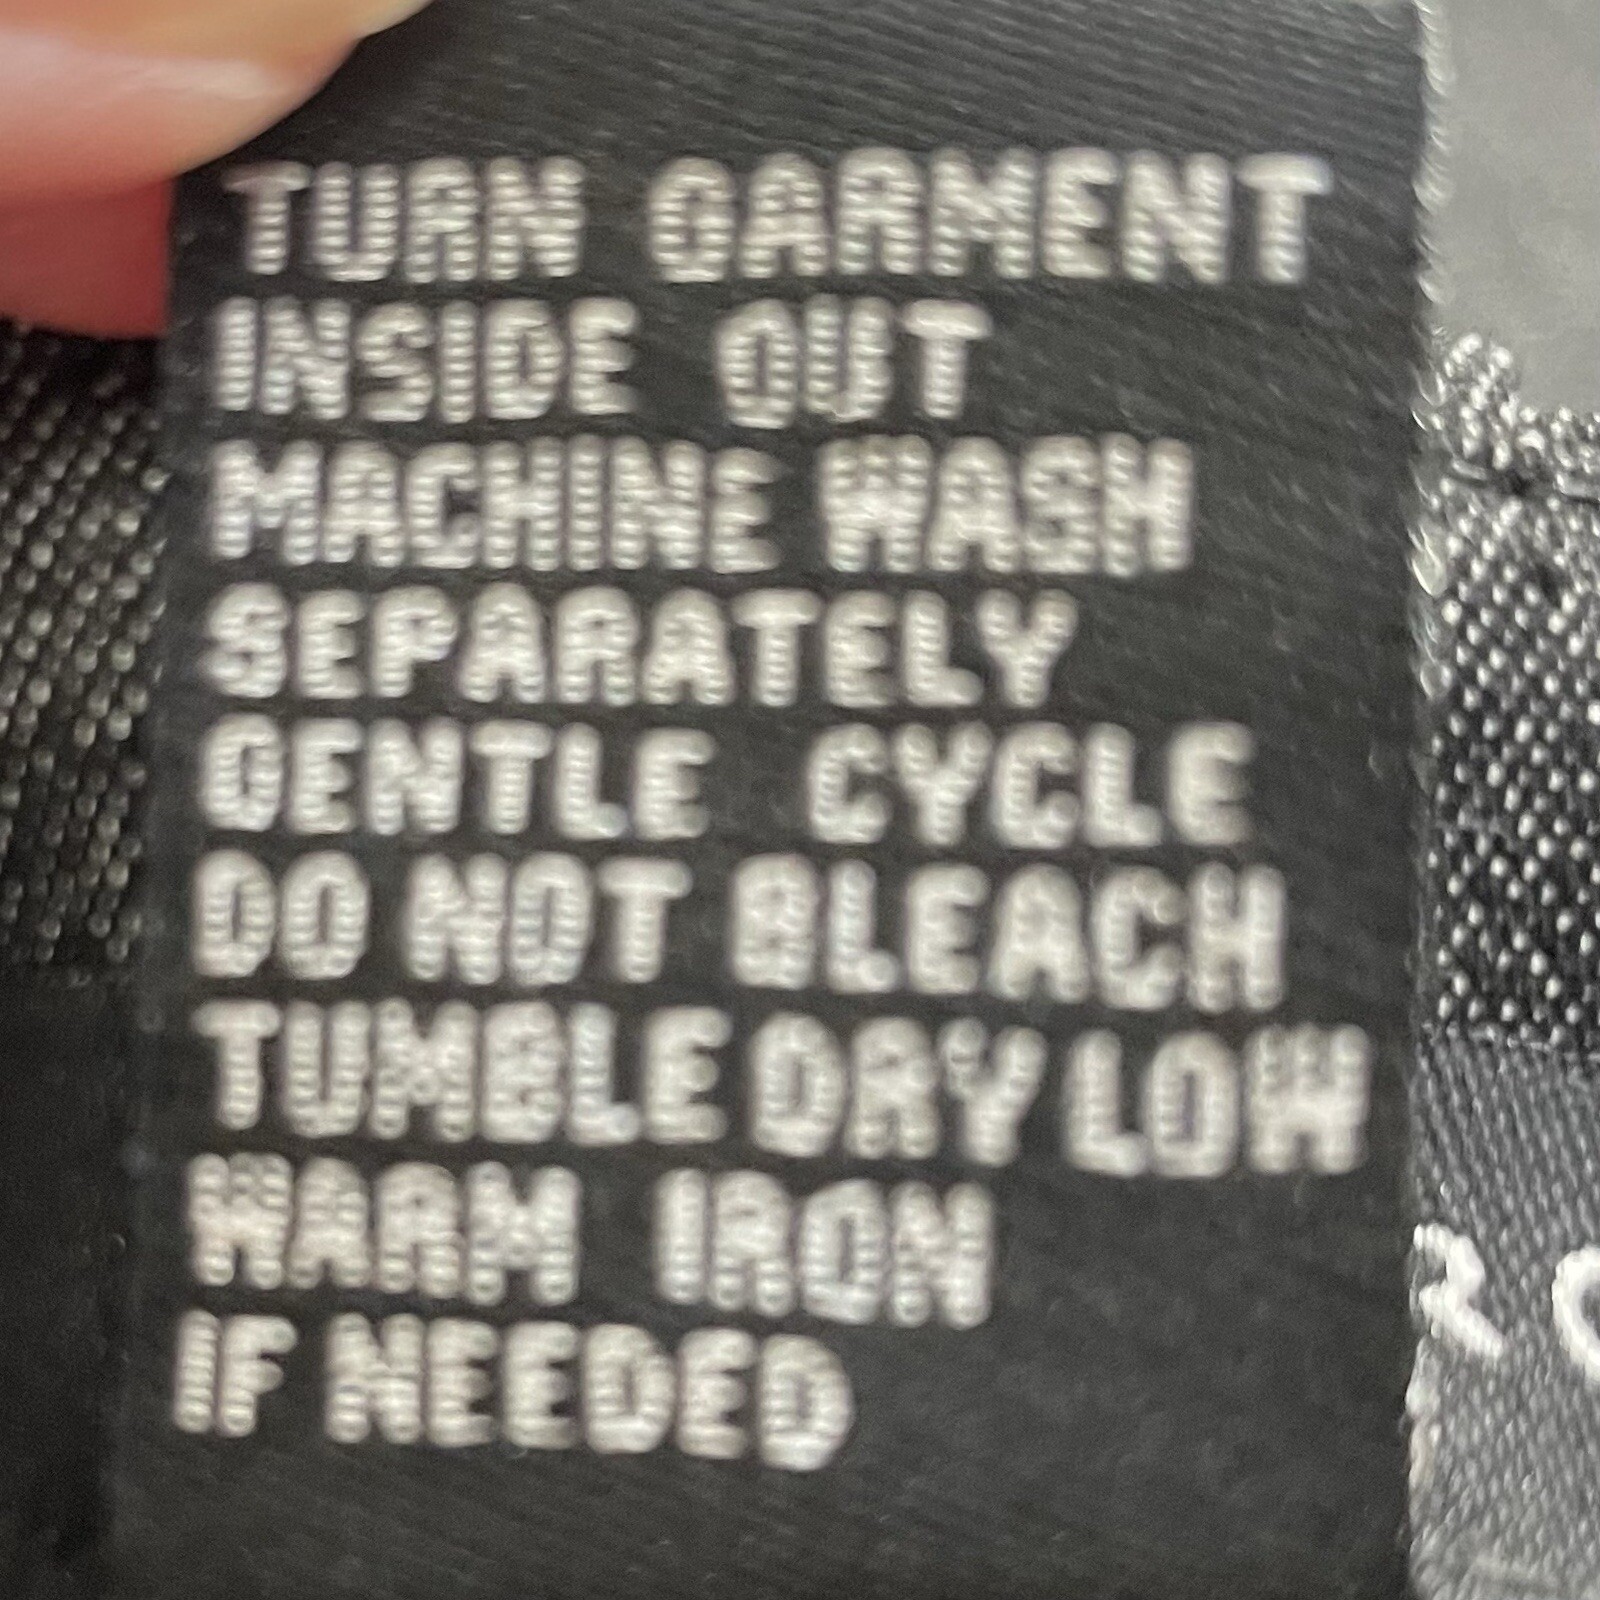 TURN GARMENT
INSIDE OUT
MACHINE WASH
SEPARATELY
GENTLE CYCLE
DO NOT BLEACH
TUMBLE DRY LOW
WARM IRON
IF NEEDED